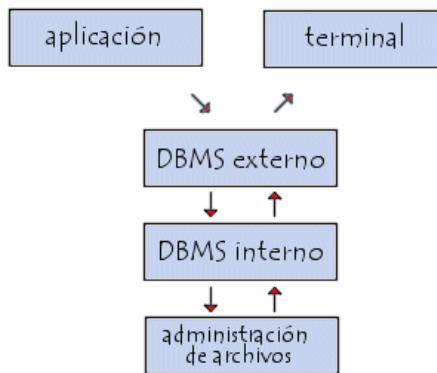 aplicación
terminal
DBMS externo
DBMS interno
administración
de archivos